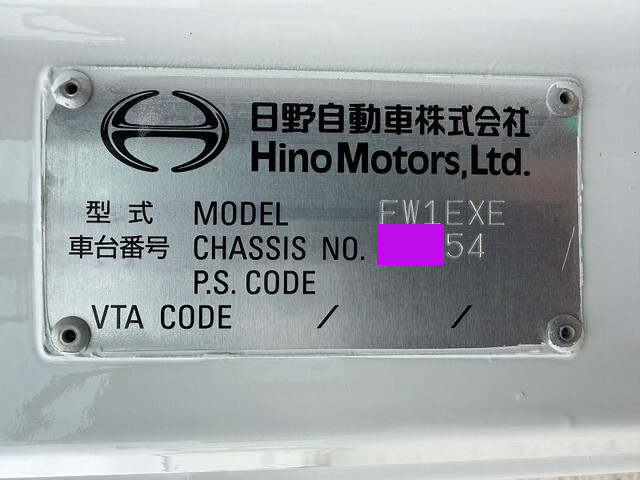 日野自動車株式会社
Hino Motors, Ltd.
型式 MODEL FW1EXE
車台番号 CHASSIS NO. 54
P.S. CODE
VTA CODE / /